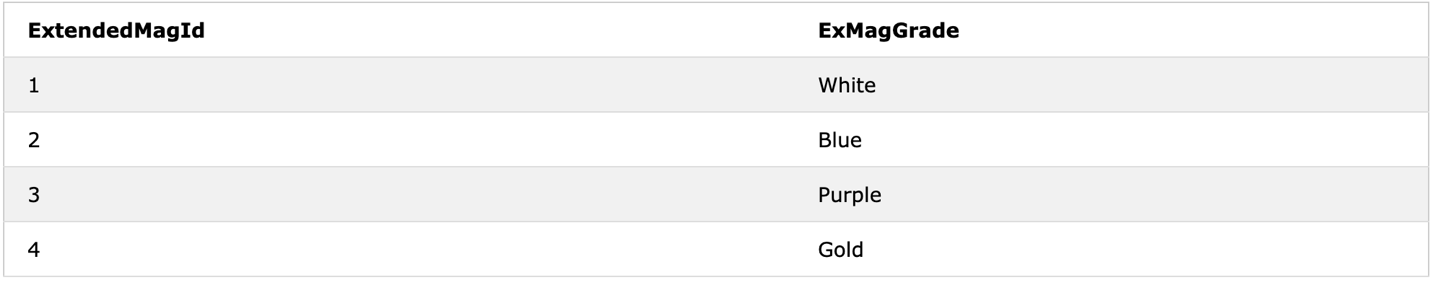 ExtendedMagId ExMagGrade
1 White
2 Blue
3 Purple
4 Gold